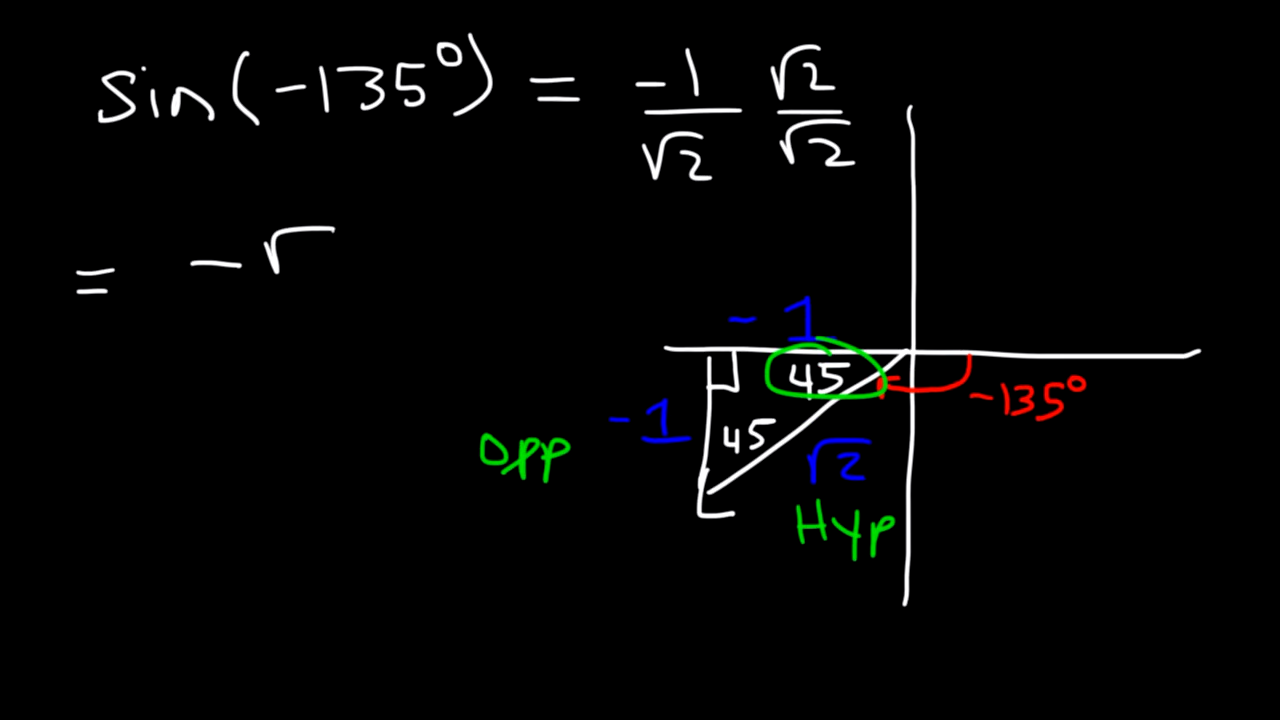 sin(-135°) = -1/√2 √2/√2
= -√
-1
45
-135°
-1
45
opp
√2
Hyp